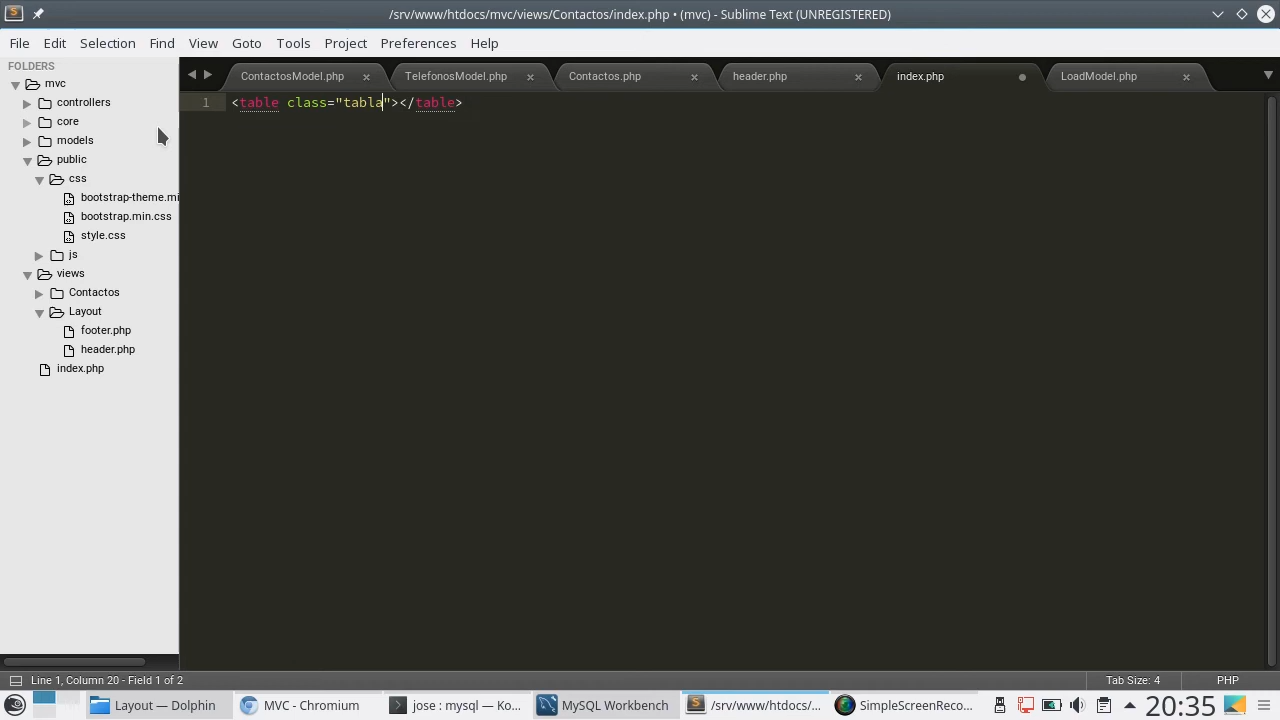 /srv/www/htdocs/mvc/views/Contactos/index.php • (mvc) - Sublime Text (UNREGISTERED)
File Edit Selection Find View Goto Tools Project Preferences Help
FOLDERS
mvc
controllers
core
models
public
css
bootstrap-theme.mi
bootstrap.min.css
style.css
js
views
Contactos
Layout
footer.php
header.php
index.php
ContactosModel.php TelefonosModel.php Contactos.php header.php index.php LoadModel.php
1 <table class="tabla"></table>
Line 1, Column 20 - Field 1 of 2 Tab Size: 4 PHP
Layout — Dolphin MVC - Chromium jose : mysql — Ko... MySQL Workbench /srv/www/htdocs/... SimpleScreenReco... 20:35